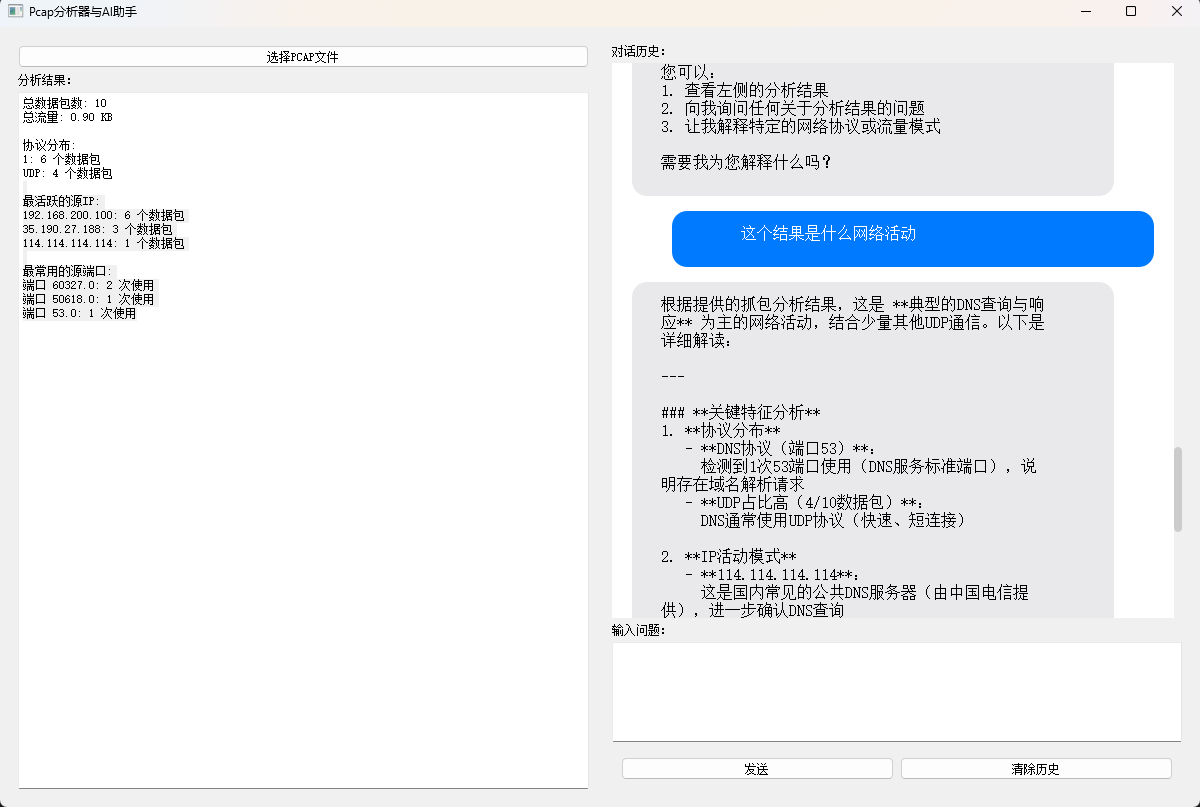 Pcap分析器与AI助手
选择PCAP文件
分析结果:
总数据包数: 10
总流量: 0.90 KB
协议分布:
1: 6 个数据包
UDP: 4 个数据包
最活跃的源IP:
192.168.200.100: 6 个数据包
35.190.27.188: 3 个数据包
114.114.114.114: 1 个数据包
最常用的源端口:
端口 60327.0: 2 次使用
端口 50618.0: 1 次使用
端口 53.0: 1 次使用
对话历史:
您可以:
1. 查看左侧的分析结果
2. 向我询问任何关于分析结果的问题
3. 让我解释特定的网络协议或流量模式
需要我为您解释什么吗?
这个结果是什么网络活动
根据提供的抓包分析结果，这是 **典型的DNS查询与响
应** 为主的网络活动，结合少量其他UDP通信。以下是
详细解读：
---
### **关键特征分析**
1. **协议分布**
- **DNS协议（端口53）**：
检测到1次53端口使用（DNS服务标准端口），说
明存在域名解析请求
- **UDP占比高（4/10数据包）**：
DNS通常使用UDP协议（快速、短连接）
2. **IP活动模式**
- **114.114.114.114**：
这是国内常见的公共DNS服务器（由中国电信提
供），进一步确认DNS查询
输入问题:
发送
清除历史